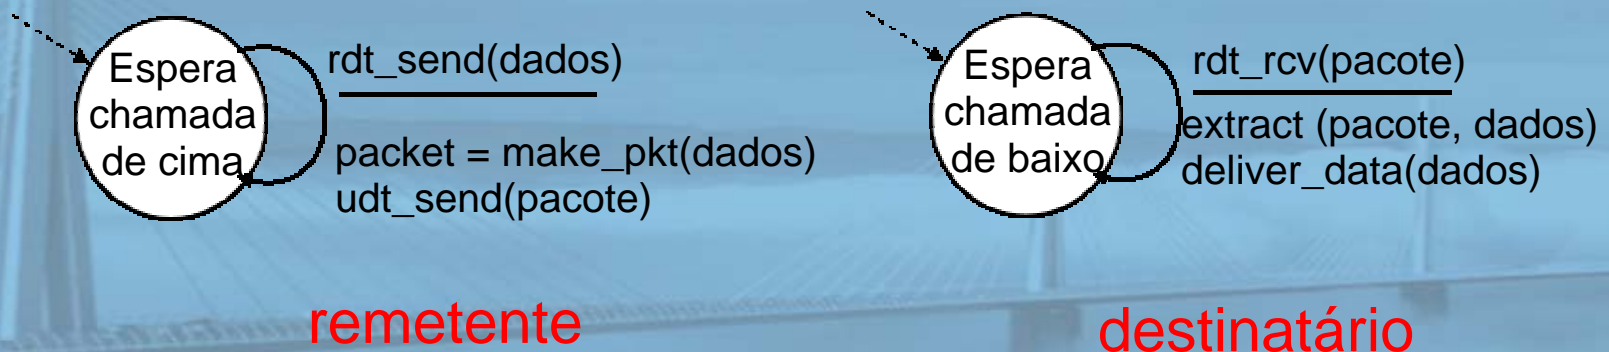 Espera
chamada
de cima
rdt_send(dados)
packet = make_pkt(dados)
udt_send(pacote)
remetente
Espera
chamada
de baixo
rdt_rcv(pacote)
extract (pacote, dados)
deliver_data(dados)
destinatário